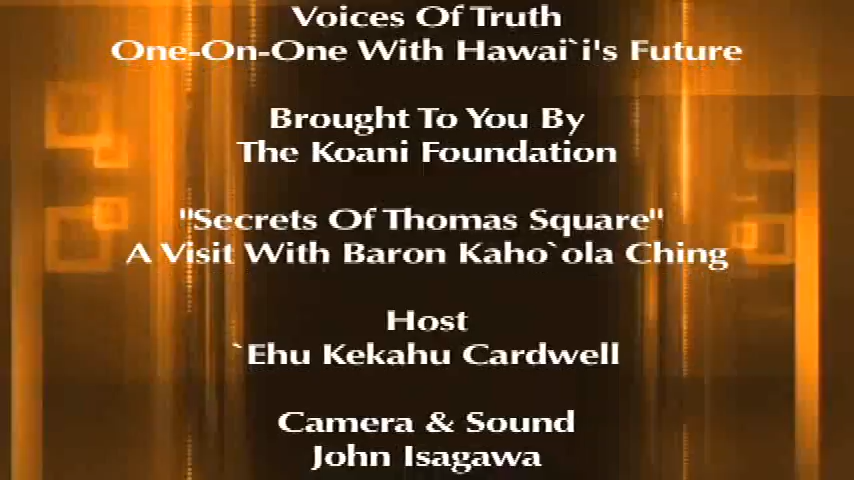 Voices Of Truth
One-On-One With Hawai`i's Future
Brought To You By
The Koani Foundation
"Secrets Of Thomas Square"
A Visit With Baron Kaho`ola Ching
Host
`Ehu Kekahu Cardwell
Camera & Sound
John Isagawa